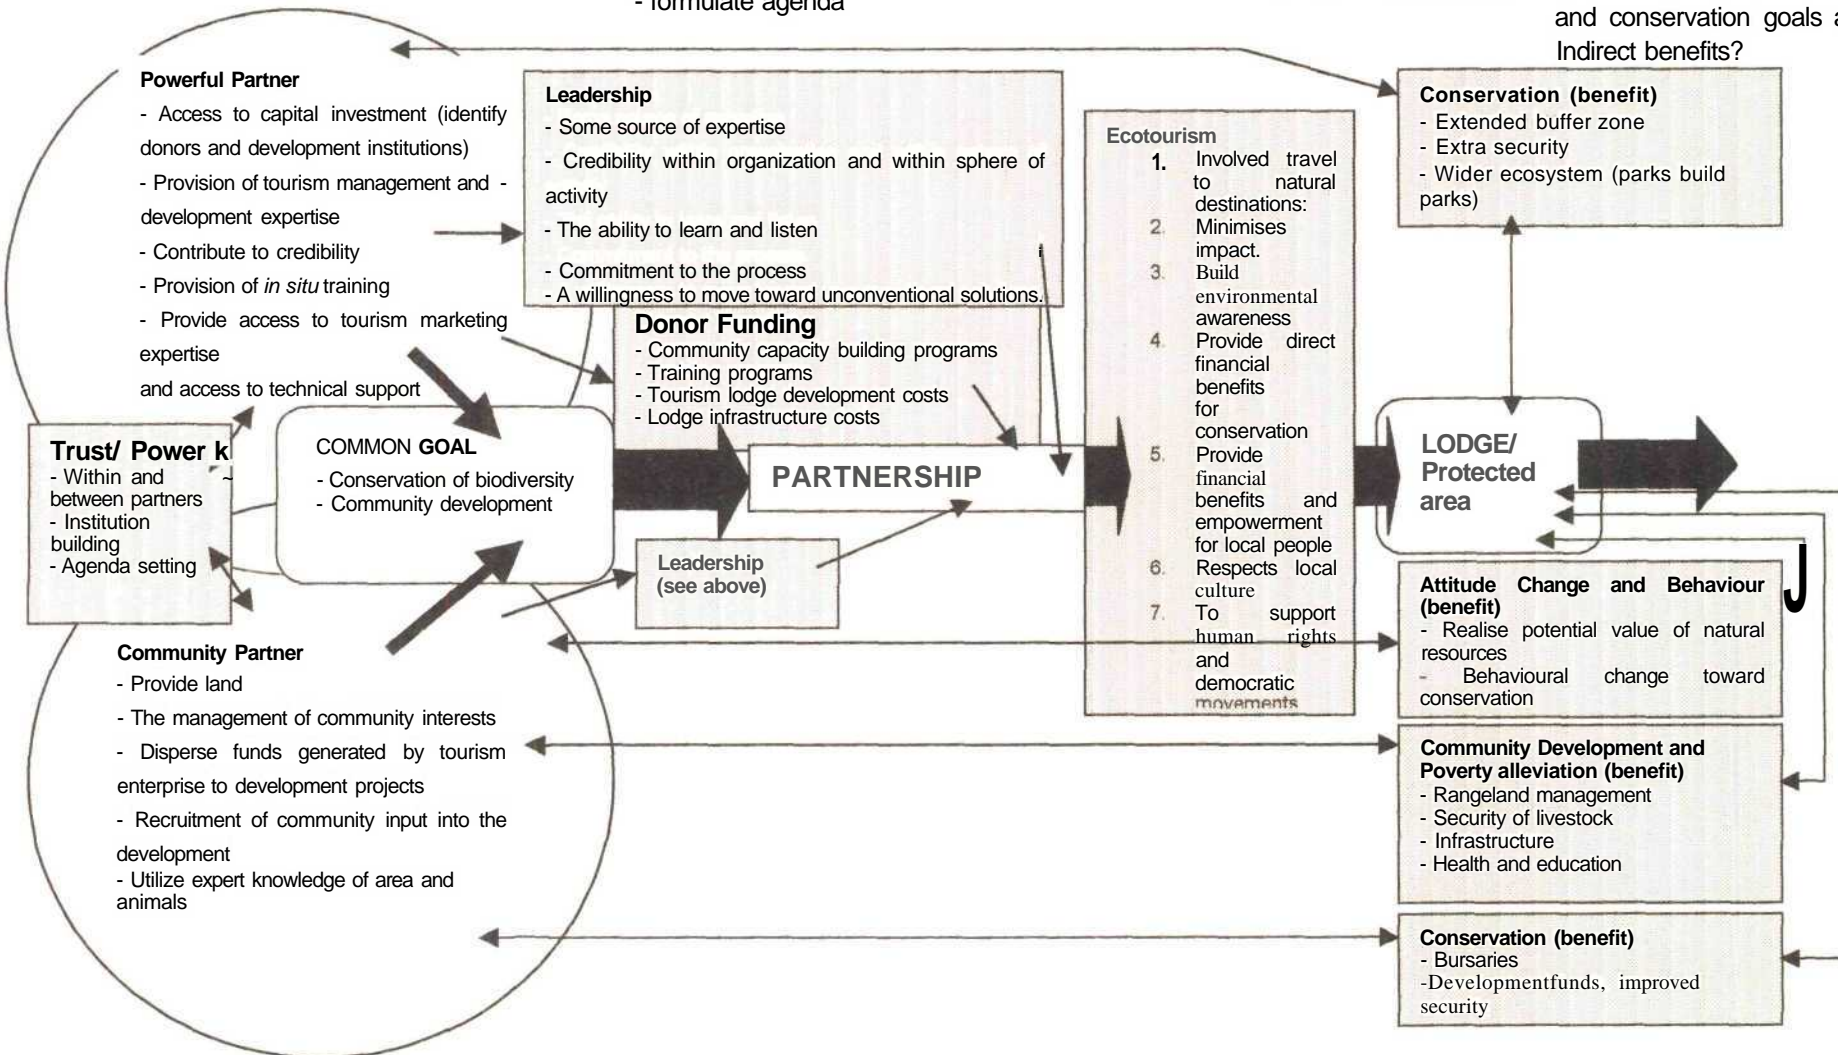 - formulate agenda
and conservation goals a
Indirect benefits?
Powerful Partner
- Access to capital investment (identify
donors and development institutions)
- Provision of tourism management and -
development expertise
- Contribute to credibility
- Provision of in situ training
- Provide access to tourism marketing
expertise
and access to technical support
Leadership
- Some source of expertise
- Credibility within organization and within sphere of
activity
- The ability to learn and listen
- Commitment to the process
- A willingness to move toward unconventional solutions.
Donor Funding
- Community capacity building programs
- Training programs
- Tourism lodge development costs
- Lodge infrastructure costs
Trust/ Power k
- Within and
between partners
- Institution
building
- Agenda setting
COMMON GOAL
- Conservation of biodiversity
- Community development
PARTNERSHIP
Leadership
(see above)
Community Partner
- Provide land
- The management of community interests
- Disperse funds generated by tourism
enterprise to development projects
- Recruitment of community input into the
development
- Utilize expert knowledge of area and
animals
Ecotourism
1. Involved travel
to natural
destinations:
2. Minimises
impact.
3. Build
environmental
awareness
4. Provide direct
financial
benefits
for
conservation
5. Provide
financial
benefits and
empowerment
for local people
6. Respects local
culture
7. To support
human rights
and
democratic
movements
Conservation (benefit)
- Extended buffer zone
- Extra security
- Wider ecosystem (parks build
parks)
LODGE/
Protected
area
J
Attitude Change and Behaviour
(benefit)
- Realise potential value of natural
resources
- Behavioural change toward
conservation
Community Development and
Poverty alleviation (benefit)
- Rangeland management
- Security of livestock
- Infrastructure
- Health and education
Conservation (benefit)
- Bursaries
-Developmentfunds, improved
security